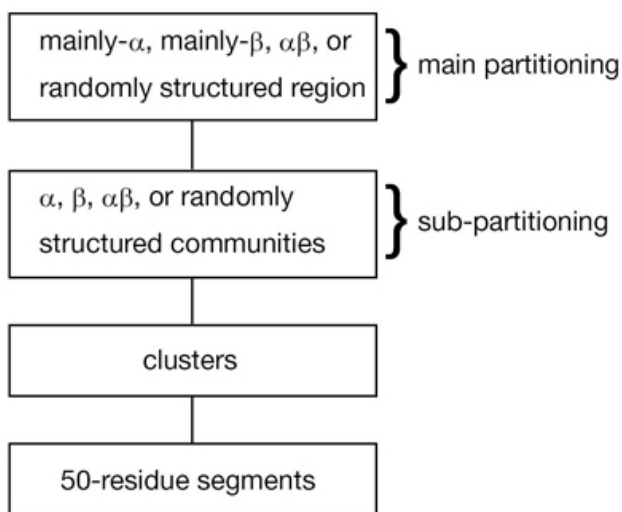 mainly-α, mainly-β, αβ, or
randomly structured region
main partitioning
α, β, αβ, or randomly
structured communities
sub-partitioning
clusters
50-residue segments